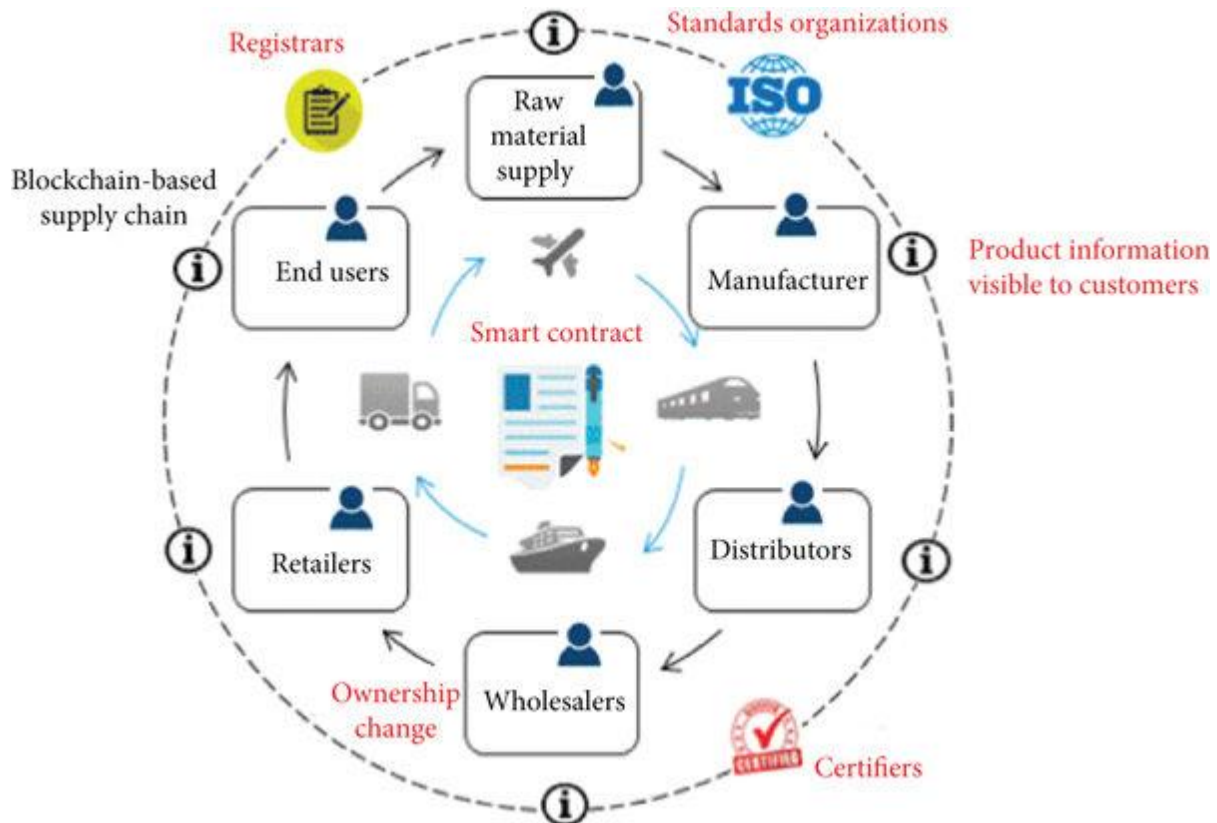 Registrars
Standards organizations
ISO
Raw
material
supply
Blockchain-based
supply chain
End users
Manufacturer
Product information
visible to customers
Smart contract
Retailers
Distributors
Ownership
change
Wholesalers
CERTIFIED
Certifiers
i
i
i
i
i
i